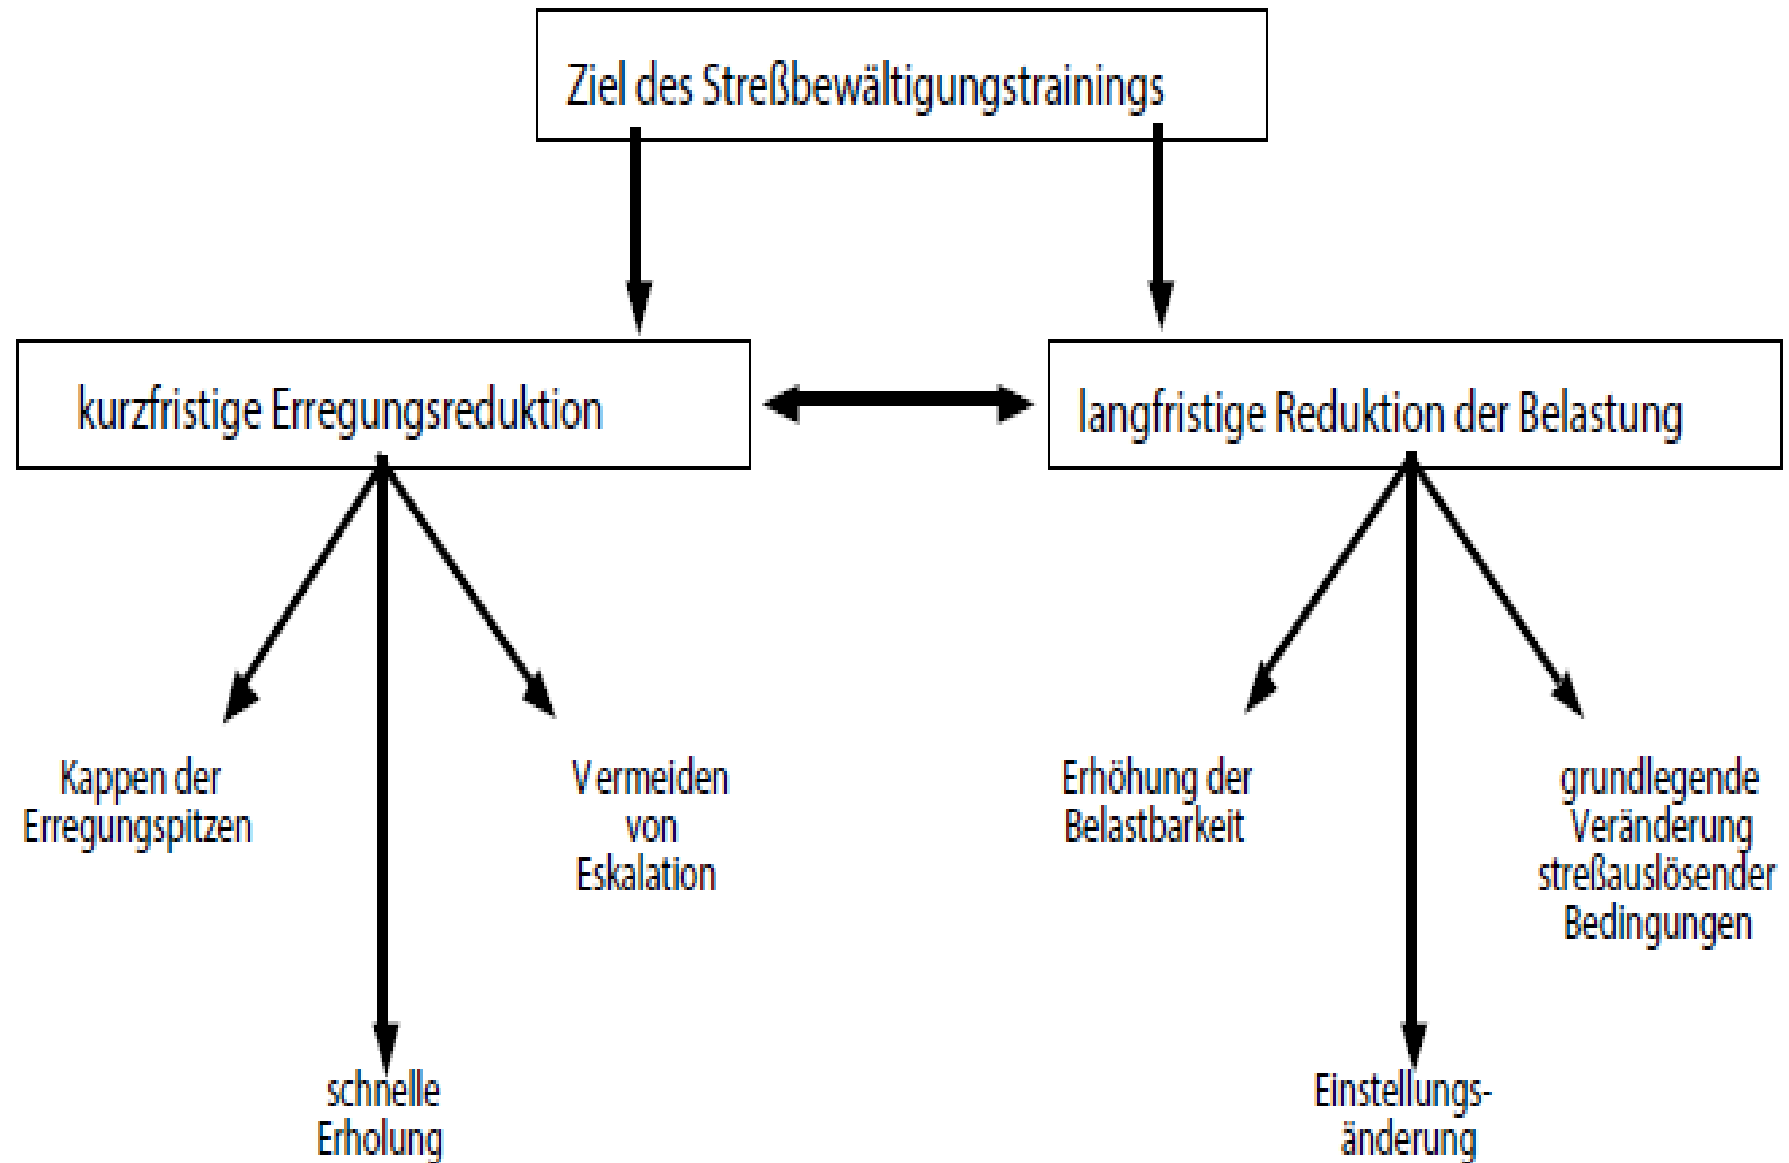 Ziel des Streßbewältigungstrainings
kurzfristige Erregungsreduktion
langfristige Reduktion der Belastung
Kappen der
Erregungspitzen
Vermeiden
von
Eskalation
schnelle
Erholung
Erhöhung der
Belastbarkeit
grundlegende
Veränderung
streßauslösender
Bedingungen
Einstellungs-
änderung